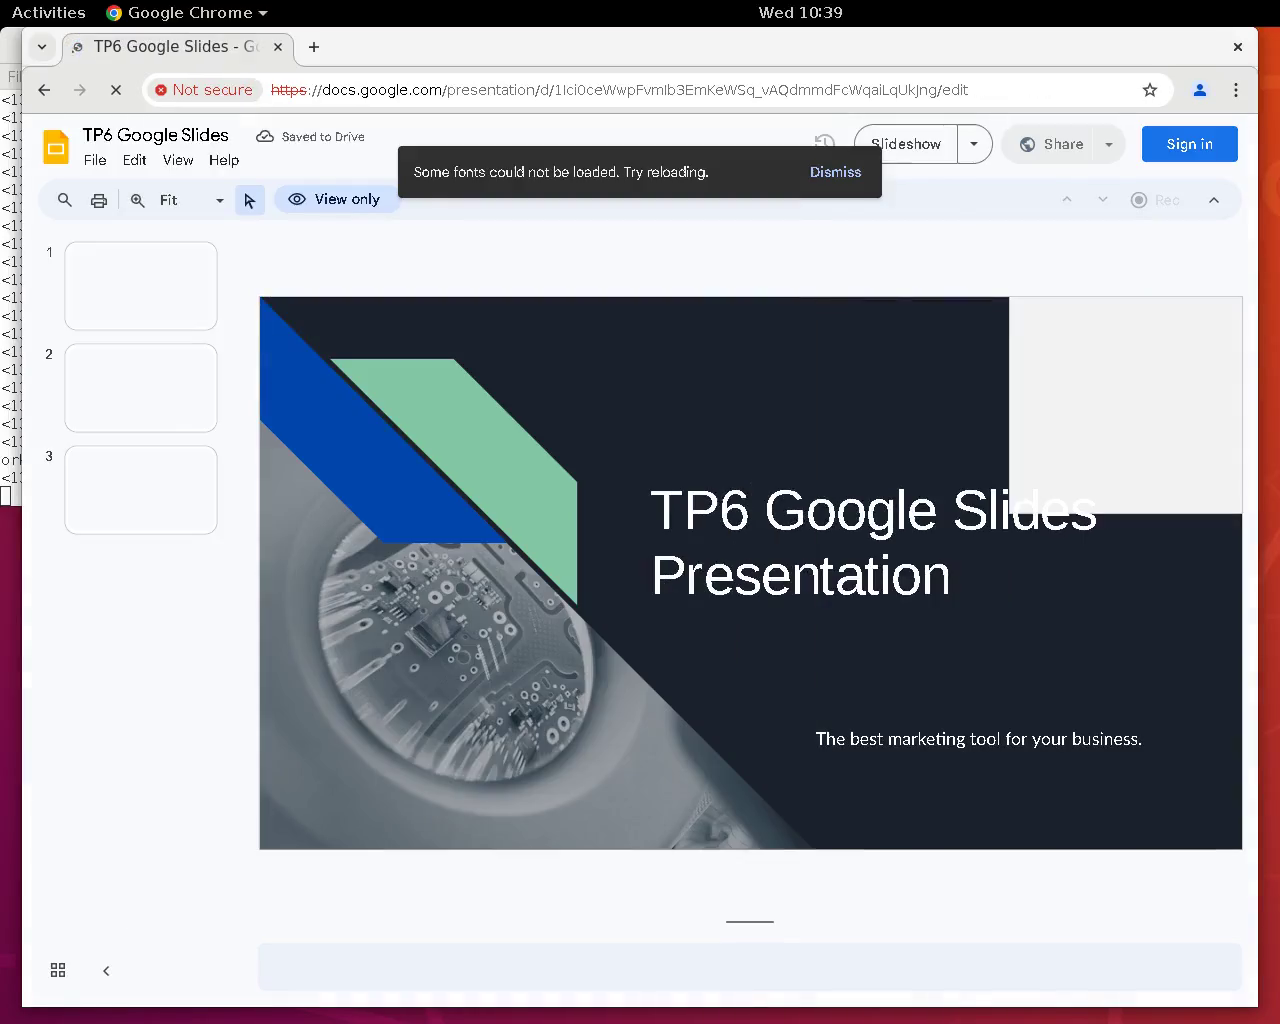 Activities
Google Chrome
Wed 10:39
TP6 Google Slides - G
Not secure
https://docs.google.com/presentation/d/1Ici0ceWwpFvmIb3EmKeWSq_vAQdmmdFcWqaiLqUkJng/edit
TP6 Google Slides
Saved to Drive
File Edit View Help
Slideshow
Share
Sign in
Some fonts could not be loaded. Try reloading.
Dismiss
Fit
View only
Rec
1
2
3
TP6 Google Slides
Presentation
The best marketing tool for your business.